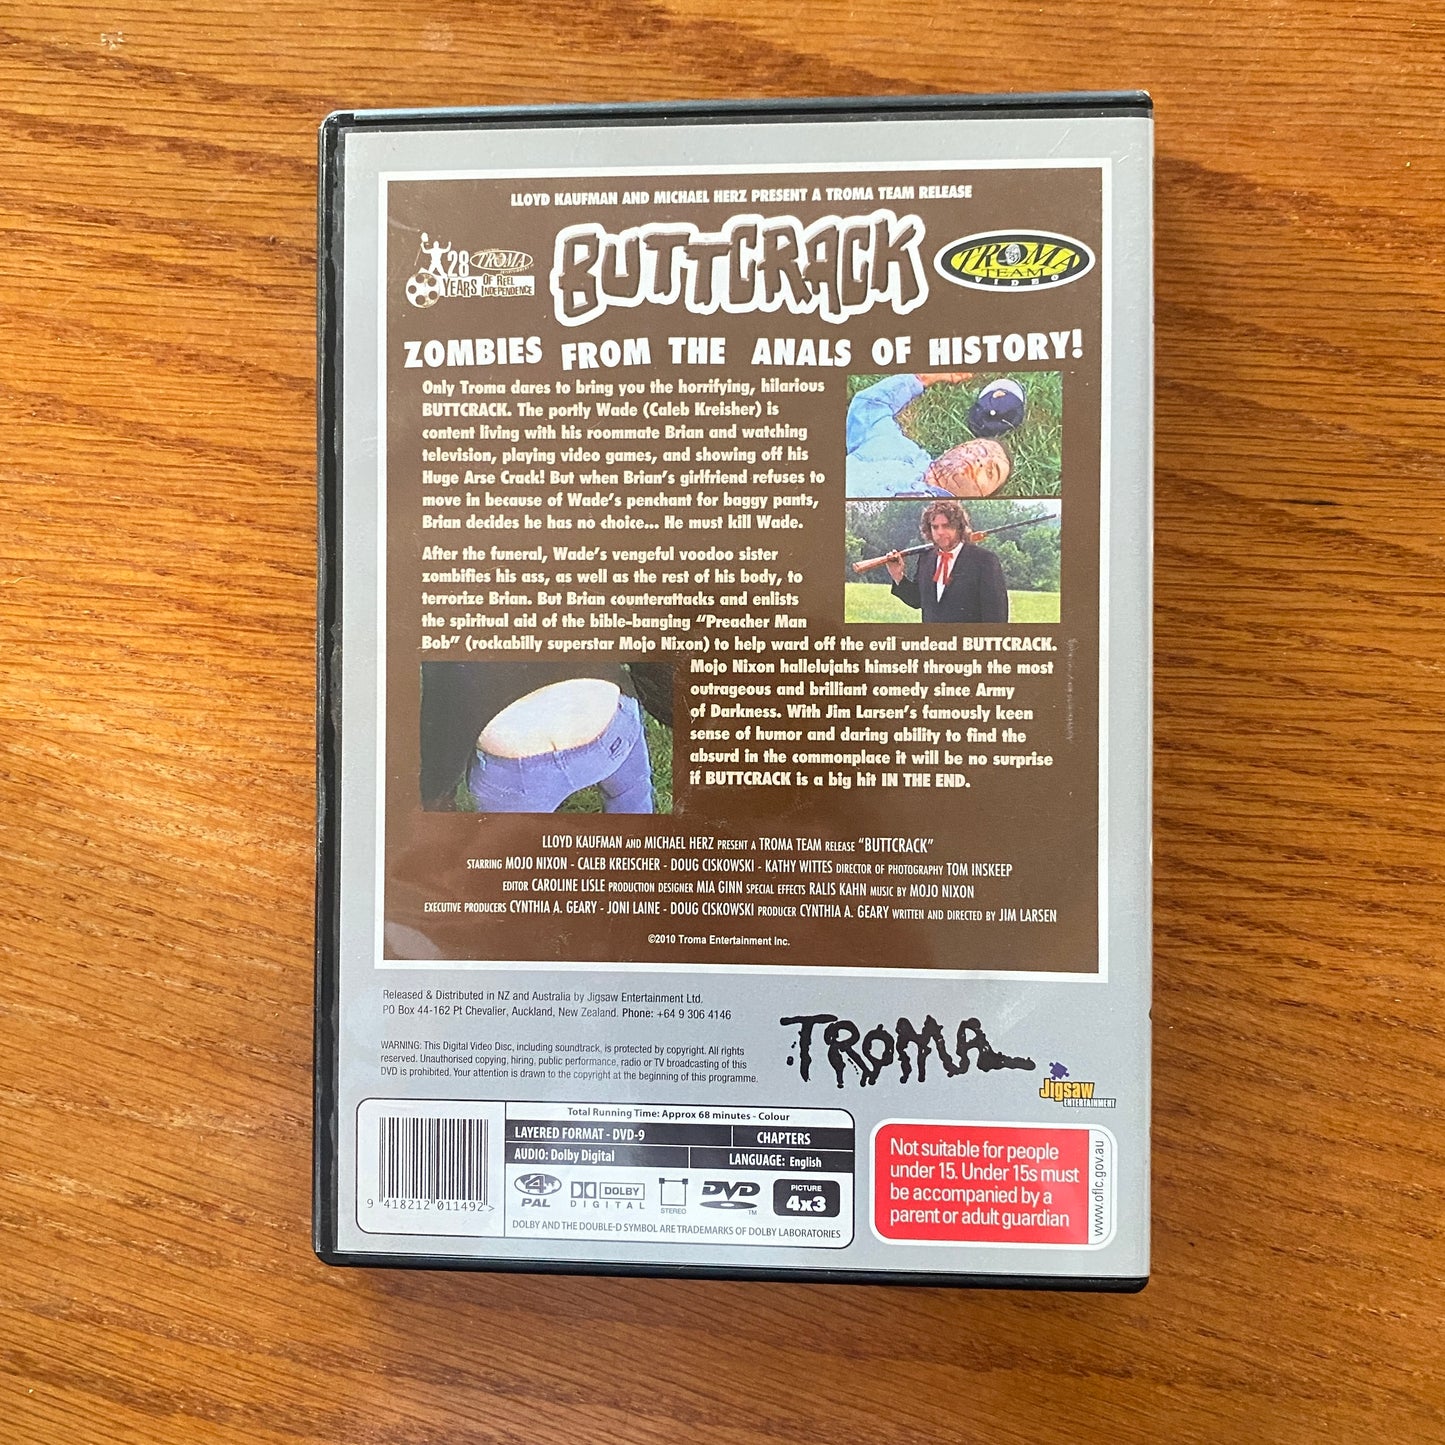 LLOYD KAUFMAN AND MICHAEL HERZ PRESENT A TROMA TEAM RELEASE
BUTTCRACK
28 TROMA
YEARS OF REEL INDEPENDENCE
TROMA
TEAM
VIDEO
ZOMBIES FROM THE ANALS OF HISTORY!
Only Troma dares to bring you the horrifying, hilarious
BUTTCRACK. The portly Wade (Caleb Kreisher) is
content living with his roommate Brian and watching
television, playing video games, and showing off his
Huge Arse Crack! But when Brian's girlfriend refuses to
move in because of Wade's penchant for baggy pants,
Brian decides he has no choice... He must kill Wade.
After the funeral, Wade's vengeful voodoo sister
zombifies his ass, as well as the rest of his body, to
terrorize Brian. But Brian counterattacks and enlists
the spiritual aid of the bible-banging "Preacher Man
Bob" (rockabilly superstar Mojo Nixon) to help ward off the evil undead BUTTCRACK.
Mojo Nixon hallelujahs himself through the most
outrageous and brilliant comedy since Army
of Darkness. With Jim Larsen's famously keen
sense of humor and daring ability to find the
absurd in the commonplace it will be no surprise
if BUTTCRACK is a big hit IN THE END.
LLOYD KAUFMAN AND MICHAEL HERZ PRESENT A TROMA TEAM RELEASE "BUTTCRACK"
STARRING MOJO NIXON - CALEB KREISCHER - DOUG CISKOWSKI - KATHY WITTES DIRECTOR OF PHOTOGRAPHY TOM INSKEEP
EDITOR CAROLINE LISLE PRODUCTION DESIGNER MIA GINN SPECIAL EFFECTS RALIS KAHN MUSIC BY MOJO NIXON
EXECUTIVE PRODUCERS CYNTHIA A. GEARY - JONI LAINE - DOUG CISKOWSKI PRODUCER CYNTHIA A. GEARY WRITTEN AND DIRECTED BY JIM LARSEN
©2010 Troma Entertainment Inc.
Released & Distributed in NZ and Australia by Jigsaw Entertainment Ltd.
PO Box 44-162 Pt Chevalier, Auckland, New Zealand. Phone: +64 9 306 4146
WARNING: This Digital Video Disc, including soundtrack, is protected by copyright. All rights
reserved. Unauthorised copying, hiring, public performance, radio or TV broadcasting of this
DVD is prohibited. Your attention is drawn to the copyright at the beginning of this programme.
TROMA
Jigsaw
ENTERTAINMENT
Total Running Time: Approx 68 minutes - Colour
LAYERED FORMAT - DVD-9 CHAPTERS
AUDIO: Dolby Digital LANGUAGE: English
4 PAL
DOLBY DIGITAL
STEREO
DVD TM
PICTURE 4x3
DOLBY AND THE DOUBLE-D SYMBOL ARE TRADEMARKS OF DOLBY LABORATORIES
9 418212 011492 >
Not suitable for people
under 15. Under 15s must
be accompanied by a
parent or adult guardian
www.oflc.gov.au